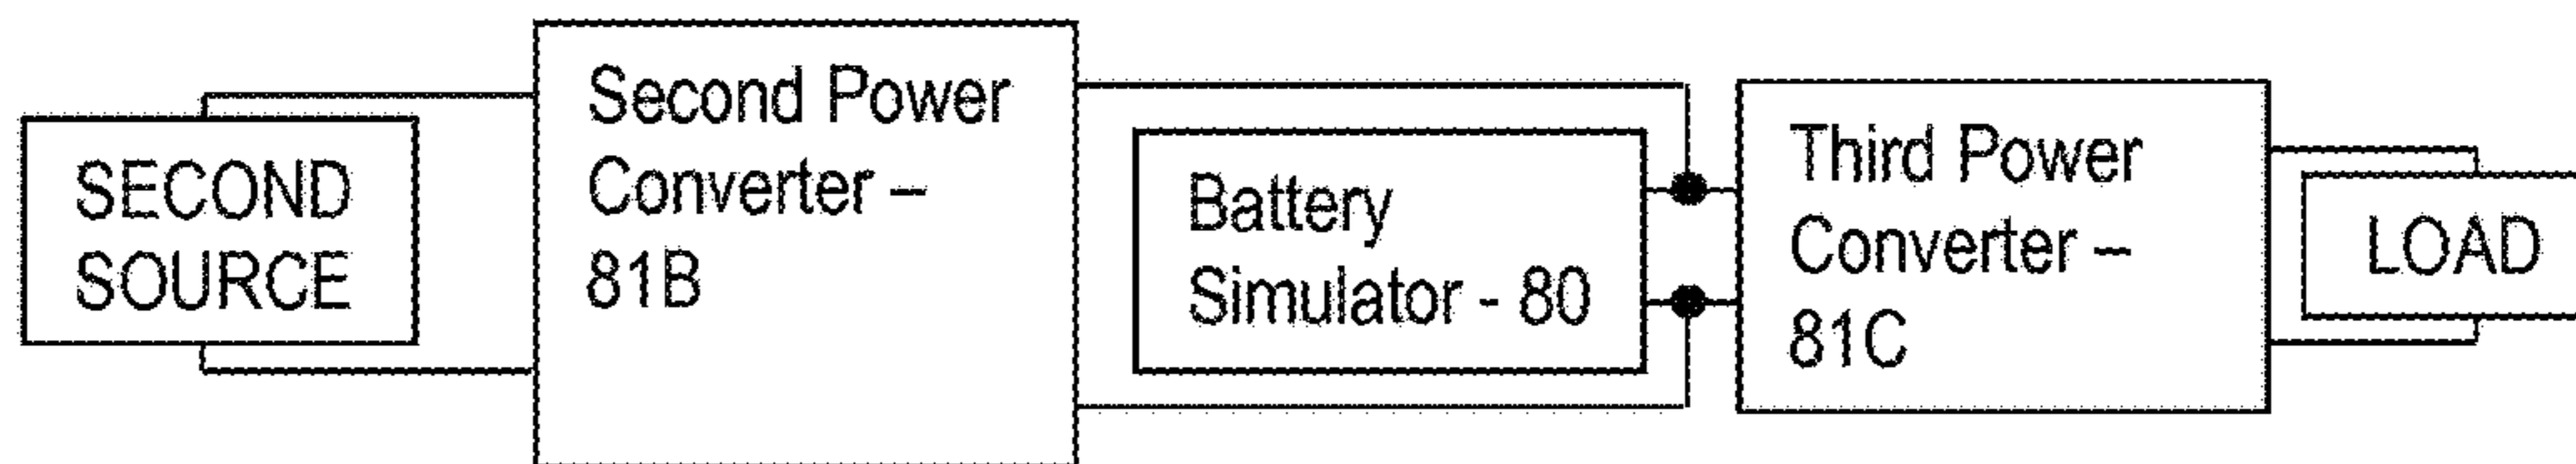 SECOND
SOURCE
Second Power
Converter –
81B
Battery
Simulator - 80
Third Power
Converter –
81C
LOAD